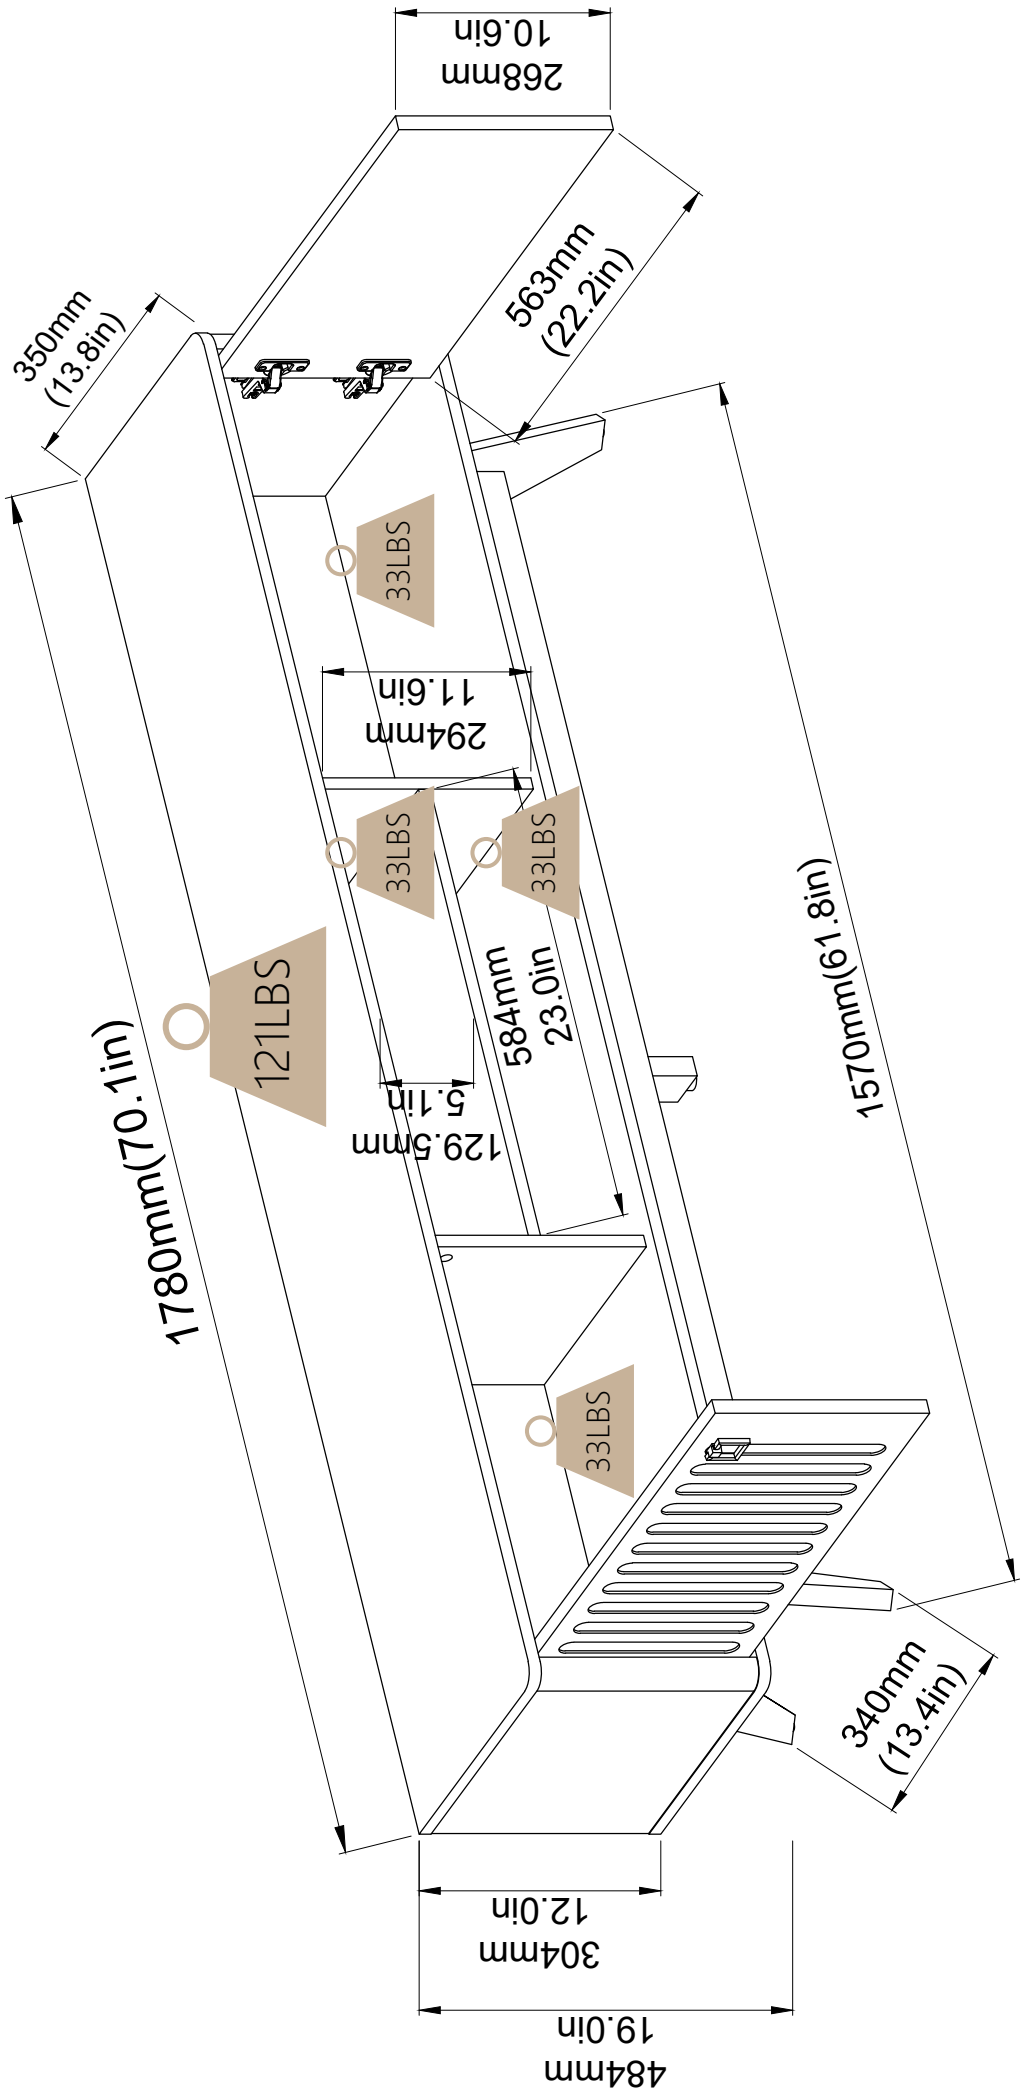 268mm
10.6in
350mm
(13.8in)
563mm
(22.2in)
33LBS
294mm
11.6in
33LBS
33LBS
121LBS
1780mm(70.1in)
584mm
23.0in
129.5mm
5.1in
1570mm(61.8in)
33LBS
340mm
(13.4in)
304mm
12.0in
484mm
19.0in